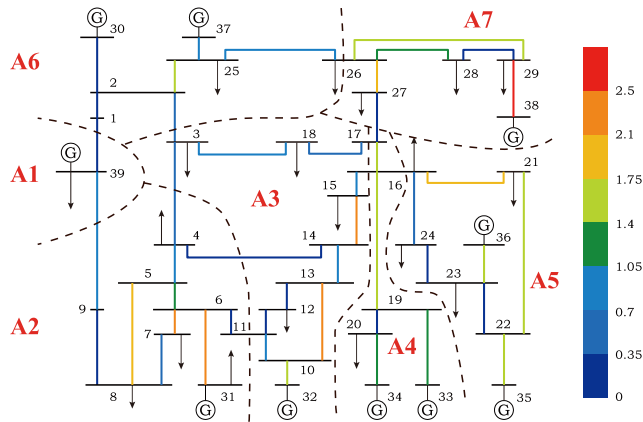 G G A7
30 37
A6 25 26 28 29
2.5
2 27 38
1 G 2.1
3 18 17 21
G 1.75
A1 39 16
A3 15 G 1.4
4 14 24 36
1.05
5 13 23 A5
0.7
9 6 12 19
A2 7 11 20 A4 22
0.35
10
8 31 32 34 33 35 0
G G G G G